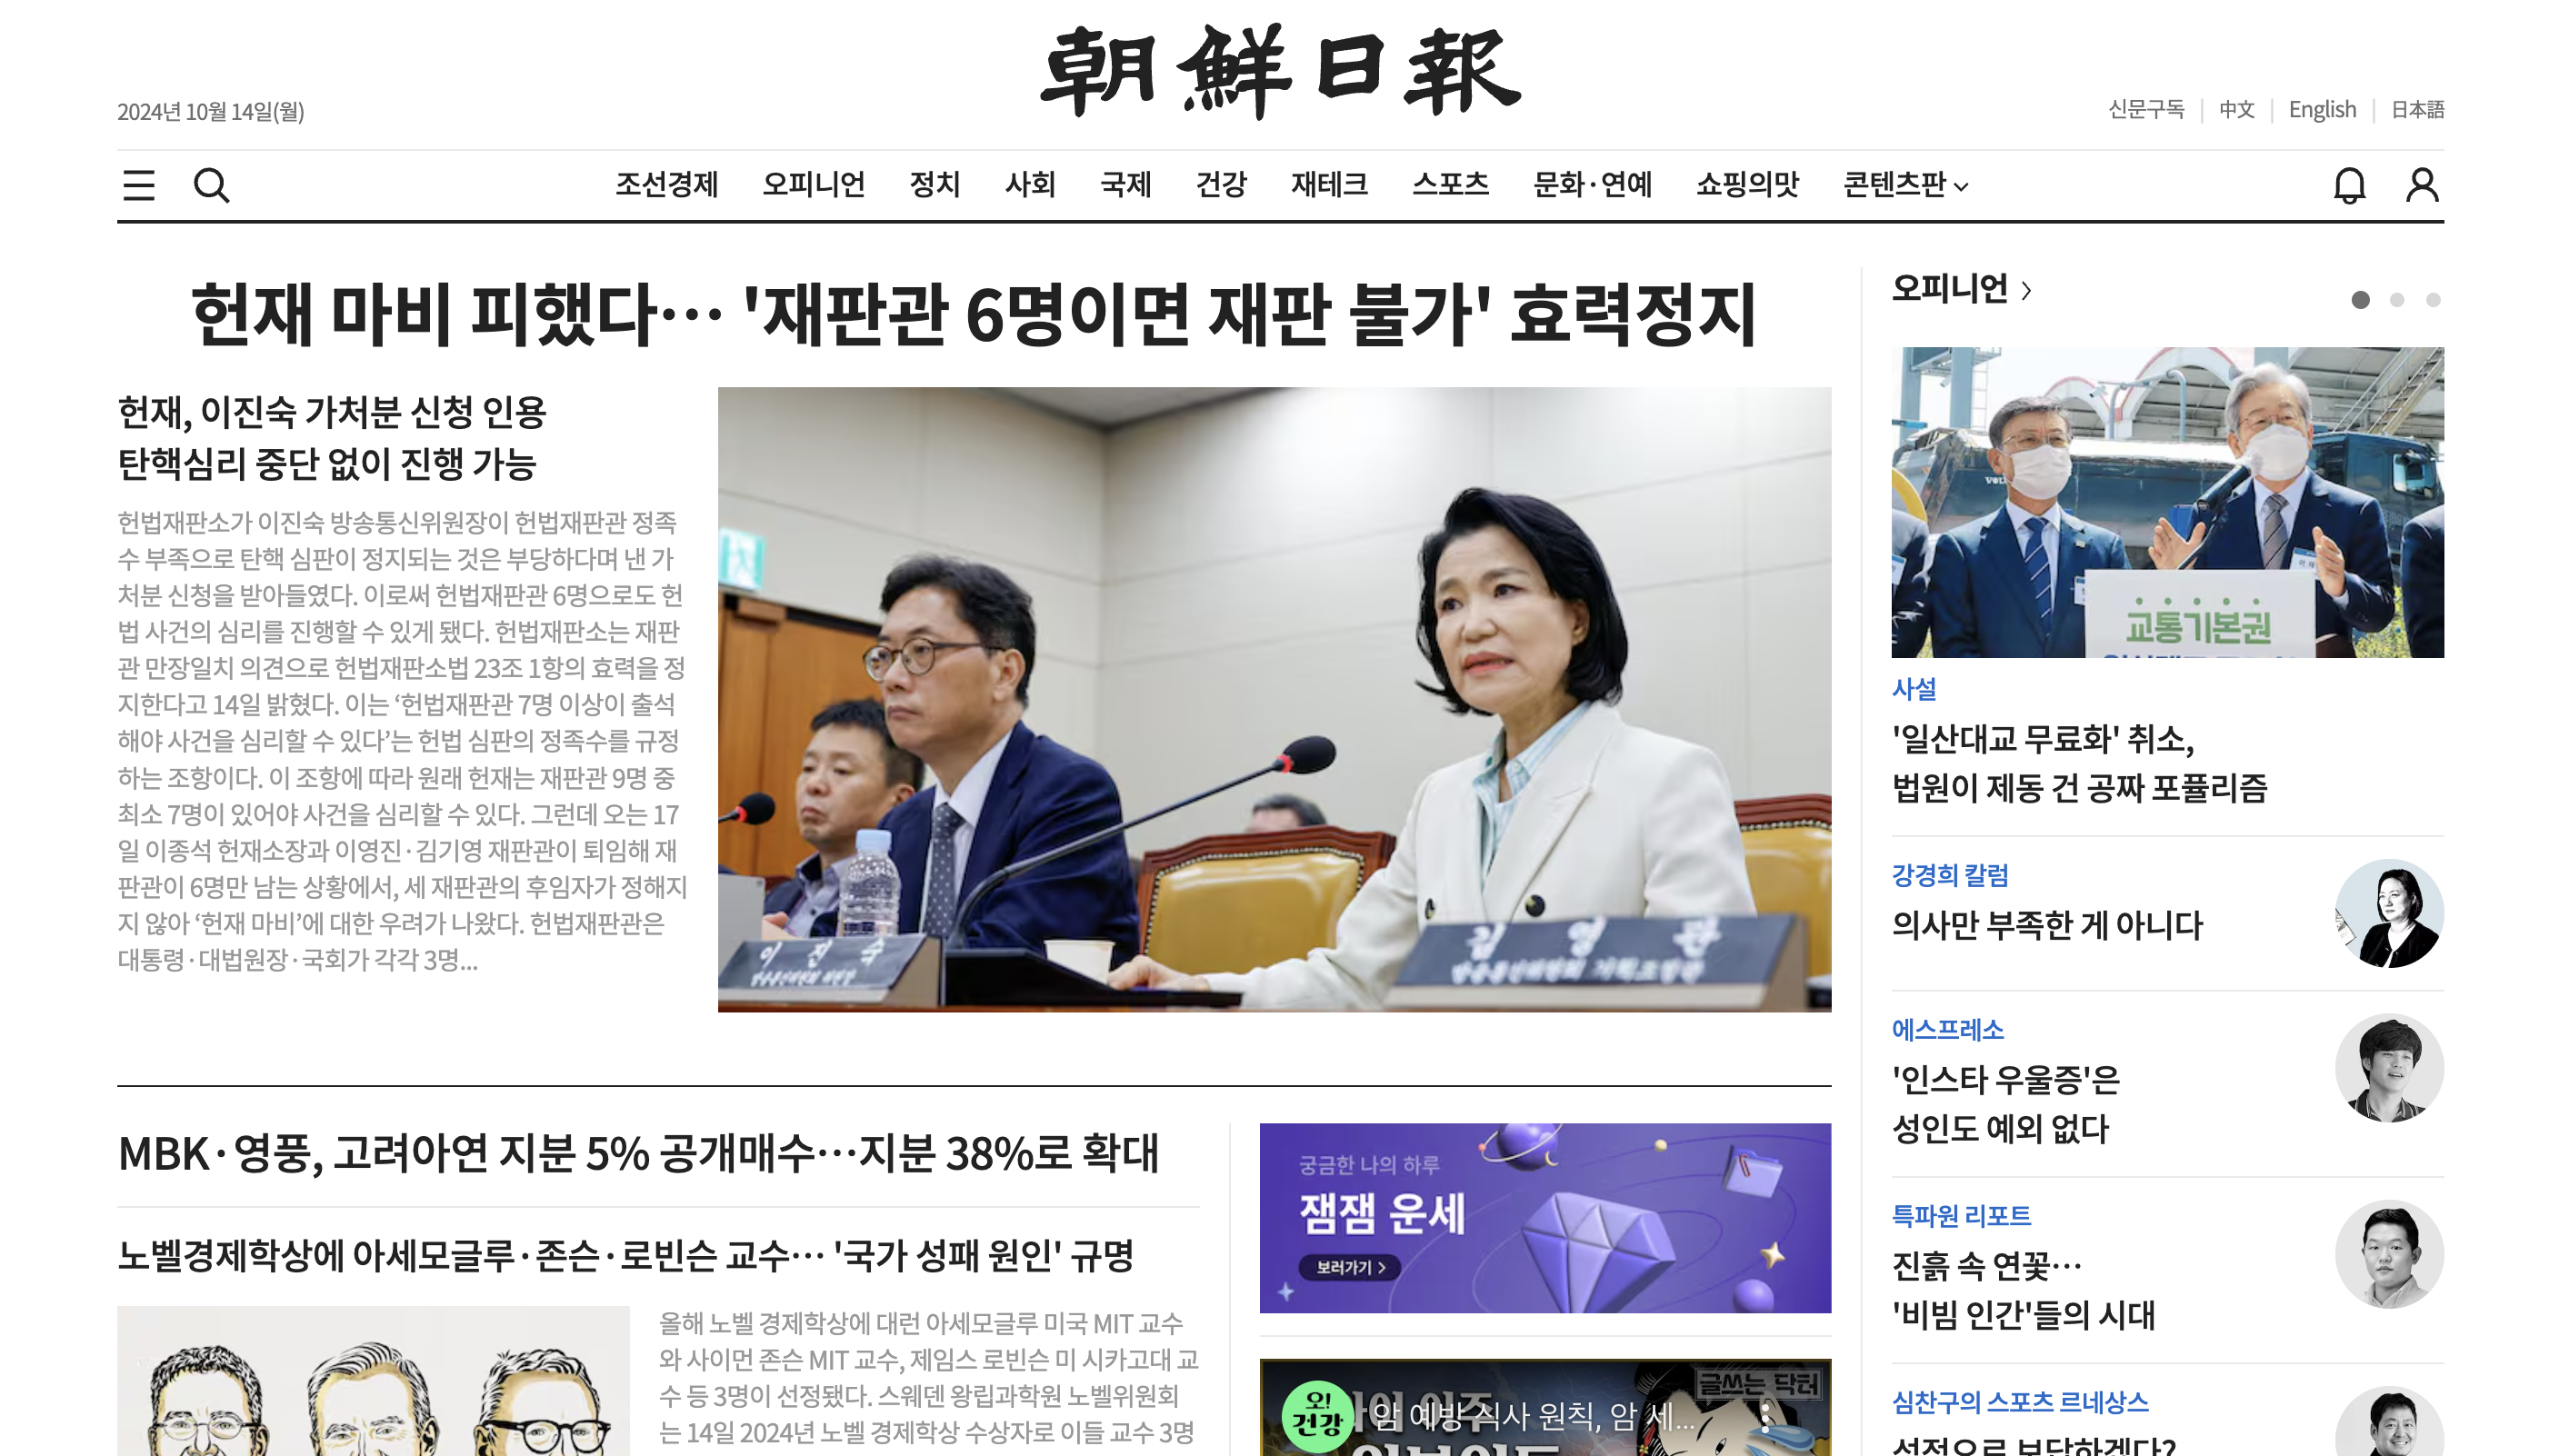 朝鮮日報
2024년 10월 14일(월)
신문구독
中文
English
日本語
조선경제
오피니언
정치
사회
국제
건강
재테크
스포츠
문화·연예
쇼핑의맛
콘텐츠판
헌재 마비 피했다… '재판관 6명이면 재판 불가' 효력정지
헌재, 이진숙 가처분 신청 인용
탄핵심리 중단 없이 진행 가능
헌법재판소가 이진숙 방송통신위원장이 헌법재판관 정족
수 부족으로 탄핵 심판이 정지되는 것은 부당하다며 낸 가
처분 신청을 받아들였다. 이로써 헌법재판관 6명으로도 헌
법 사건의 심리를 진행할 수 있게 됐다. 헌법재판소는 재판
관 만장일치 의견으로 헌법재판소법 23조 1항의 효력을 정
지한다고 14일 밝혔다. 이는 ‘헌법재판관 7명 이상이 출석
해야 사건을 심리할 수 있다’는 헌법 심판의 정족수를 규정
하는 조항이다. 이 조항에 따라 원래 헌재는 재판관 9명 중
최소 7명이 있어야 사건을 심리할 수 있다. 그런데 오는 17
일 이종석 헌재소장과 이영진·김기영 재판관이 퇴임해 재
판관이 6명만 남는 상황에서, 세 재판관의 후임자가 정해지
지 않아 ‘헌재 마비’에 대한 우려가 나왔다. 헌법재판관은
대통령·대법원장·국회가 각각 3명...
이 진 숙
김 영 관
MBK·영풍, 고려아연 지분 5% 공개매수…지분 38%로 확대
노벨경제학상에 아세모글루·존슨·로빈슨 교수… '국가 성패 원인' 규명
올해 노벨 경제학상에 대런 아세모글루 미국 MIT 교수
와 사이먼 존슨 MIT 교수, 제임스 로빈슨 미 시카고대 교
수 등 3명이 선정됐다. 스웨덴 왕립과학원 노벨위원회
는 14일 2024년 노벨 경제학상 수상자로 이들 교수 3명
궁금한 나의 하루
잼잼 운세
보러가기 >
오!
건강
암 예방 식사 원칙, 암 세...
글쓰는 닥터
오피니언 >
VOL
교통기본권
사설
'일산대교 무료화' 취소,
법원이 제동 건 공짜 포퓰리즘
강경희 칼럼
의사만 부족한 게 아니다
에스프레소
'인스타 우울증'은
성인도 예외 없다
특파원 리포트
진흙 속 연꽃…
'비빔 인간'들의 시대
심찬구의 스포츠 르네상스
성적으로 보답하겠다?